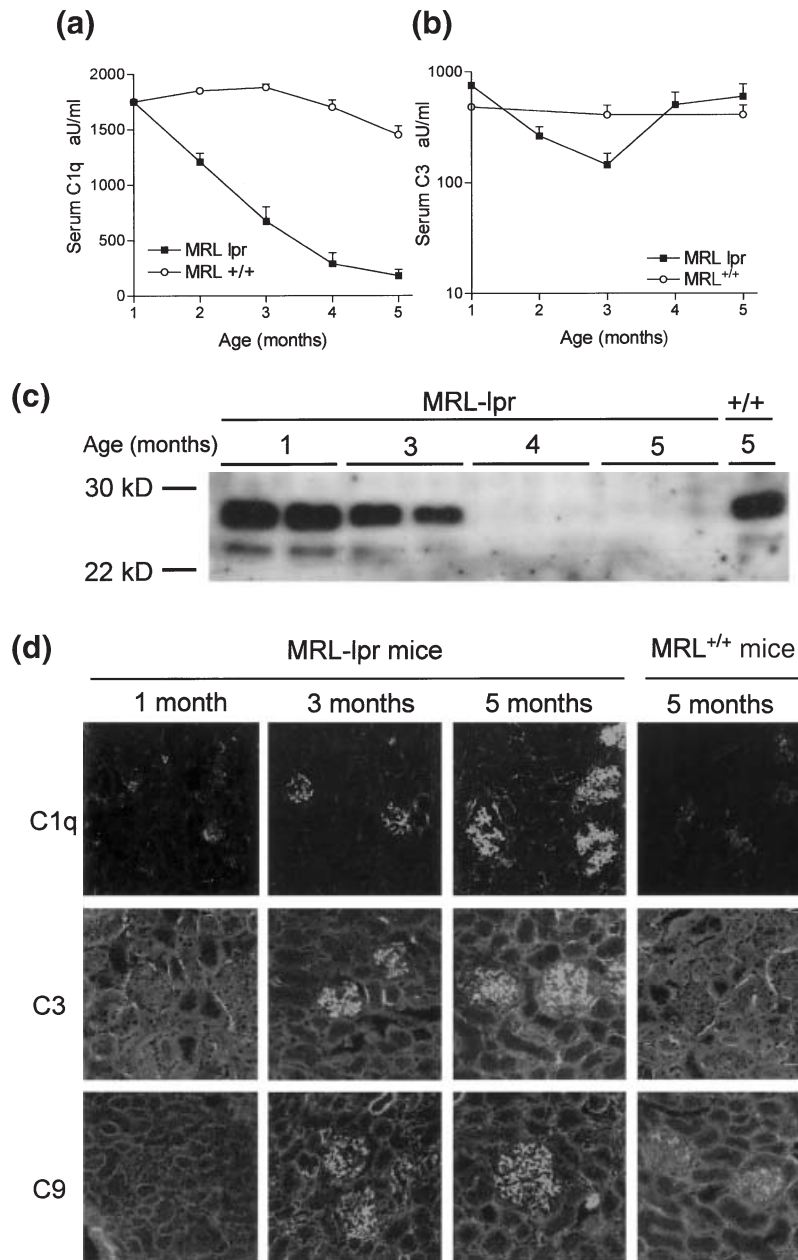 (a)
Serum C1q aU/ml
2000
1500
1000
500
0
MRL lpr
MRL +/+
1 2 3 4 5
Age (months)
(b)
Serum C3 aU/ml
1000
100
10
MRL lpr
MRL+/+
1 2 3 4 5
Age (months)
(c)
MRL-lpr +/+
Age (months) 1 3 4 5 5
30 kD
22 kD
(d)
MRL-lpr mice MRL+/+ mice
1 month 3 months 5 months 5 months
C1q
C3
C9